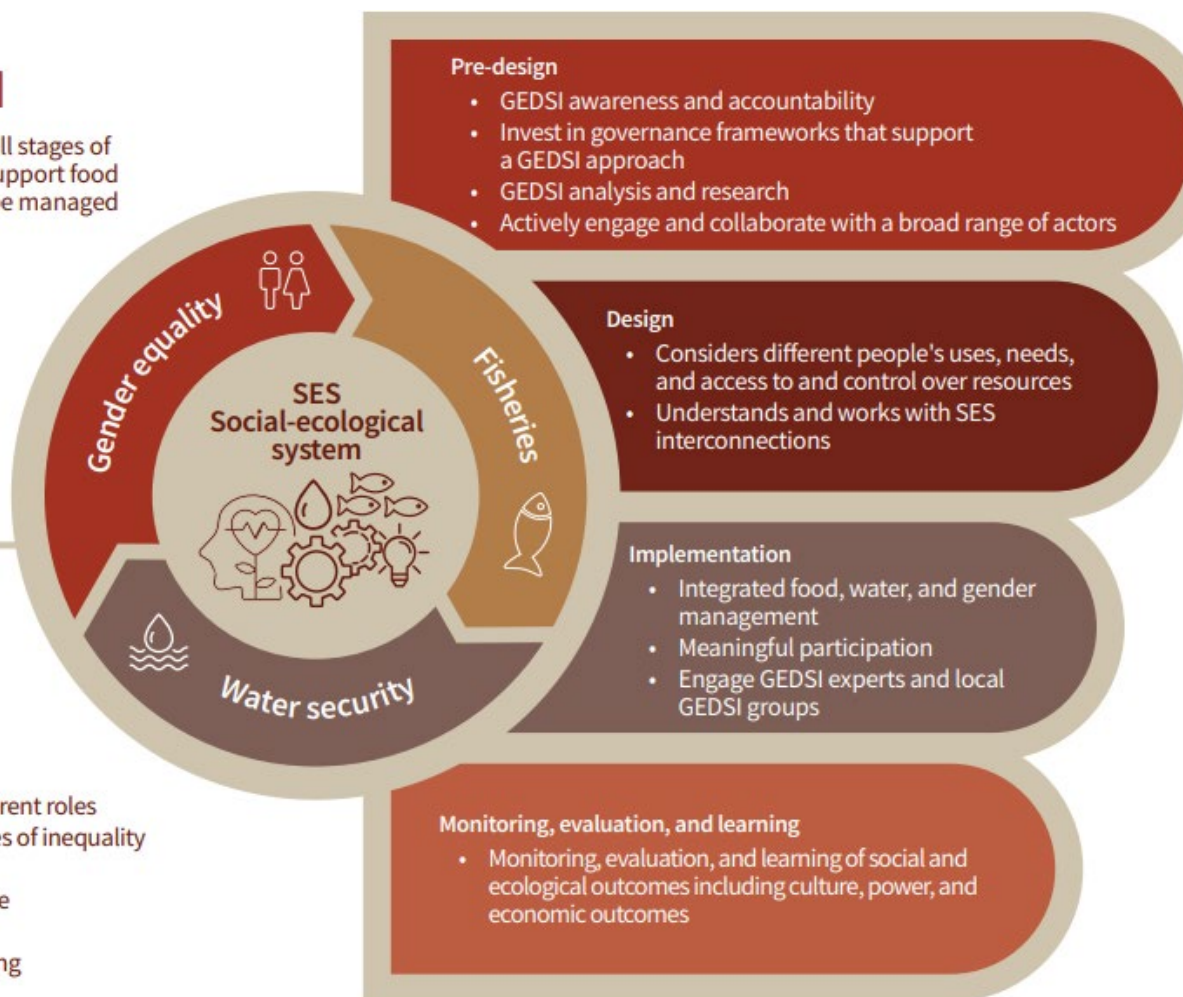 ll stages of
upport food
e managed
Pre-design
• GEDSI awareness and accountability
• Invest in governance frameworks that support
a GEDSI approach
• GEDSI analysis and research
• Actively engage and collaborate with a broad range of actors
Gender equality
Fisheries
Water security
SES
Social-ecological
system
Design
• Considers different people's uses, needs,
and access to and control over resources
• Understands and works with SES
interconnections
Implementation
• Integrated food, water, and gender
management
• Meaningful participation
• Engage GEDSI experts and local
GEDSI groups
Monitoring, evaluation, and learning
• Monitoring, evaluation, and learning of social and
ecological outcomes including culture, power, and
economic outcomes
rent roles
s of inequality
e
ng